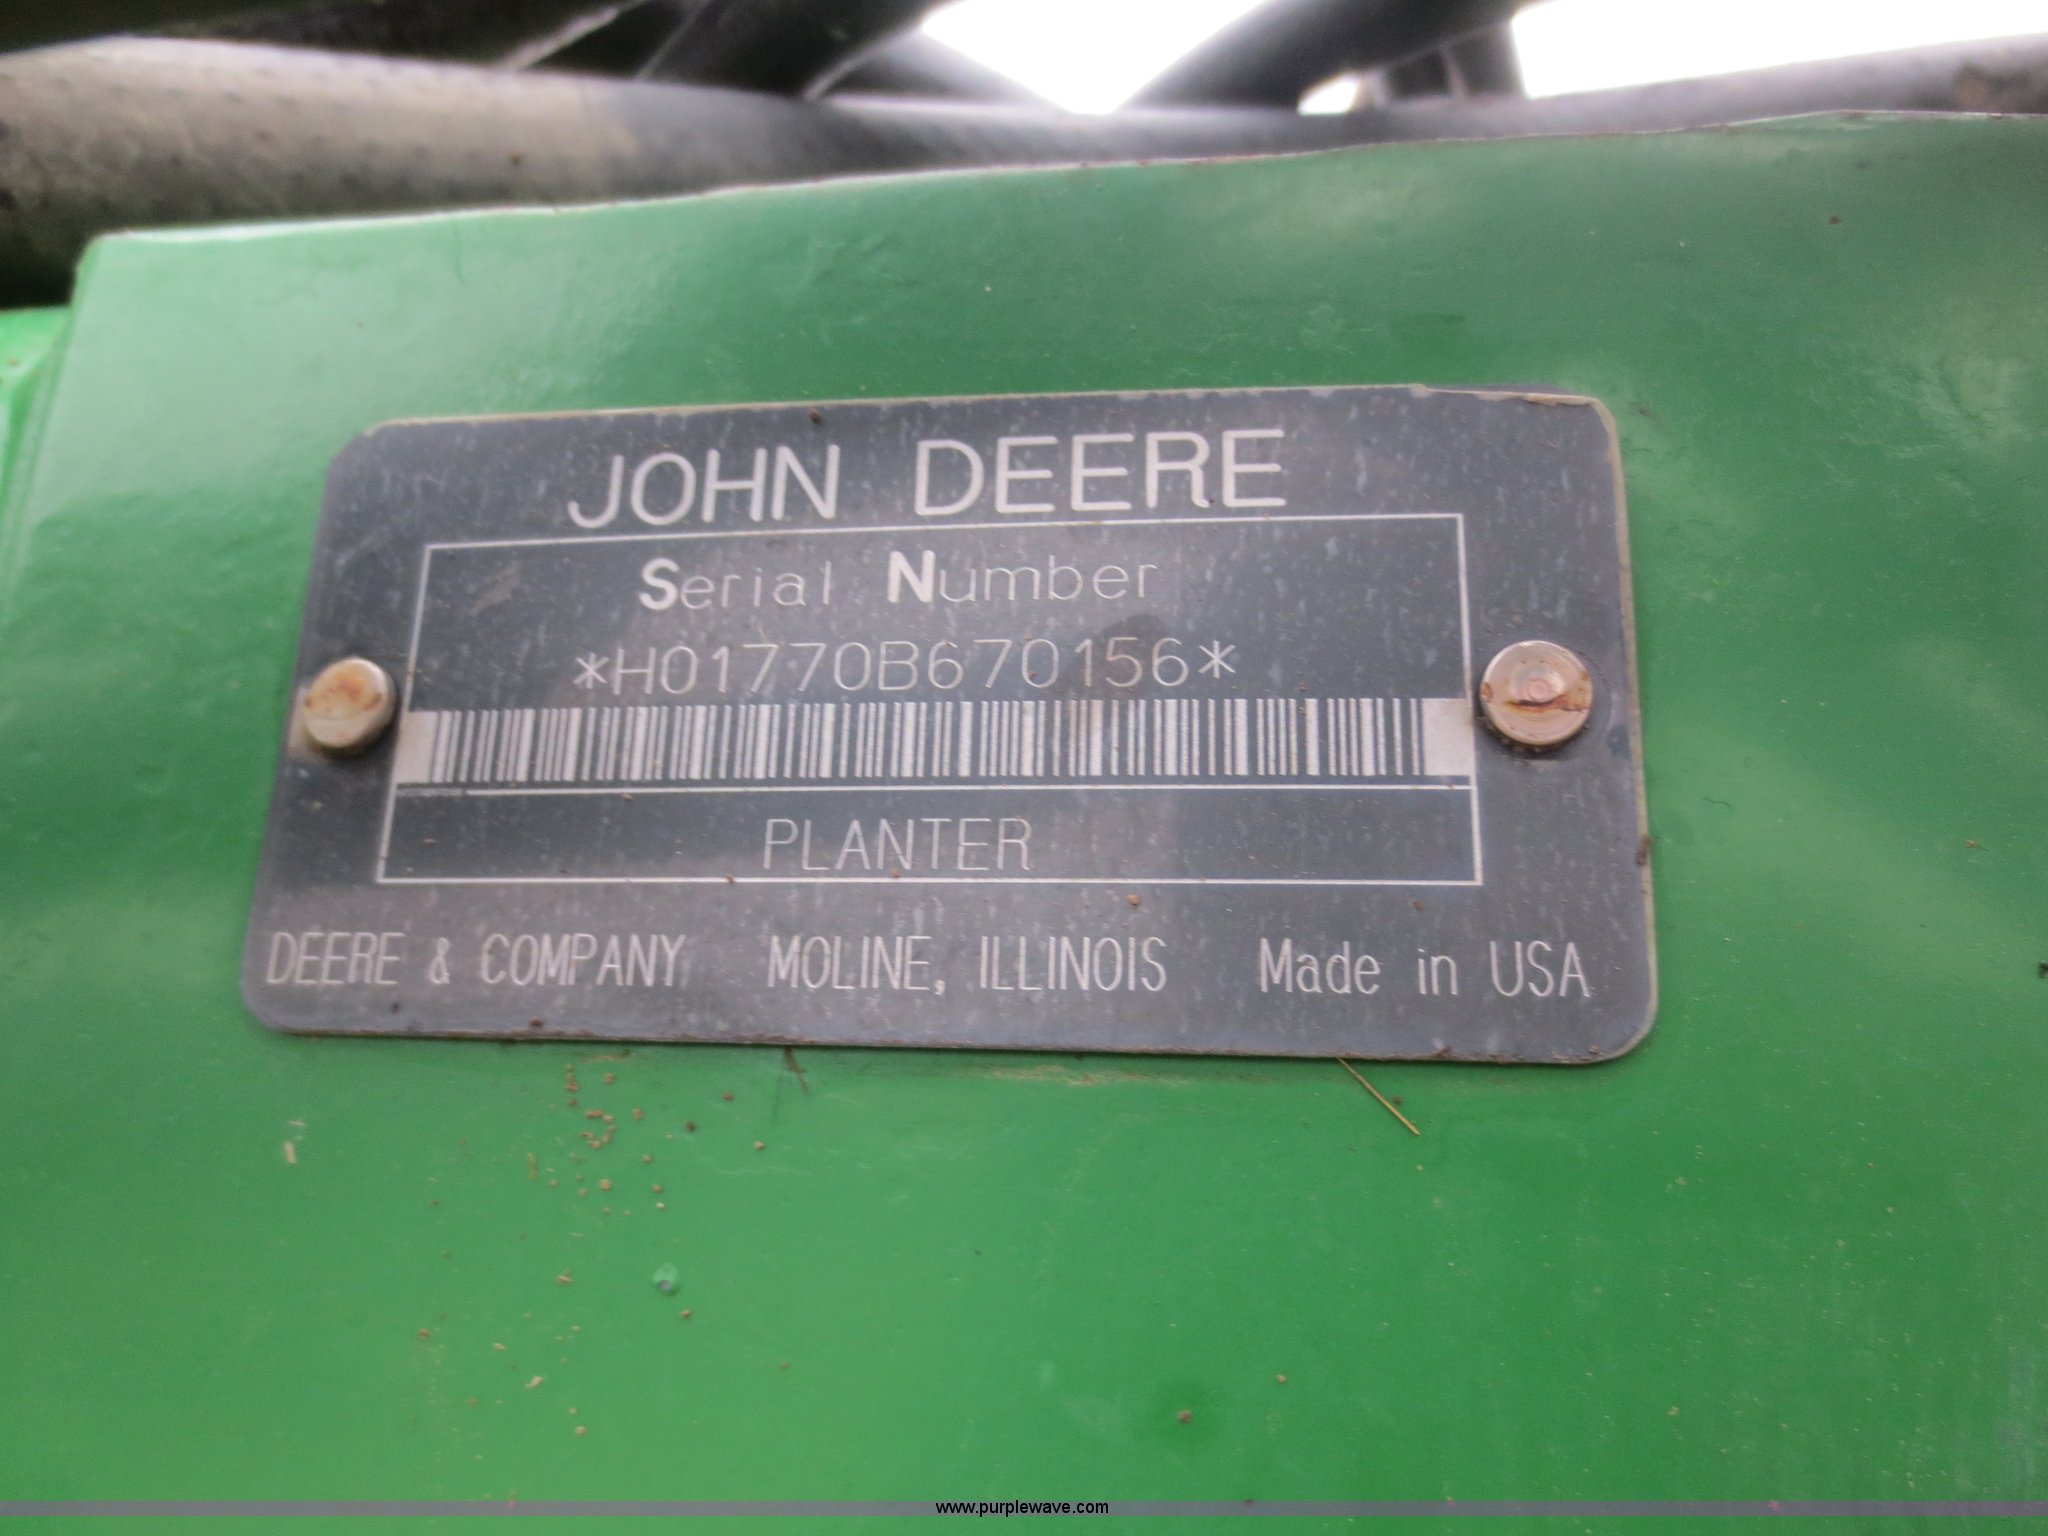 JOHN DEERE
Serial Number
*H01770B670156*
PLANTER
DEERE & COMPANY MOLINE, ILLINOIS Made in USA
www.purplewave.com